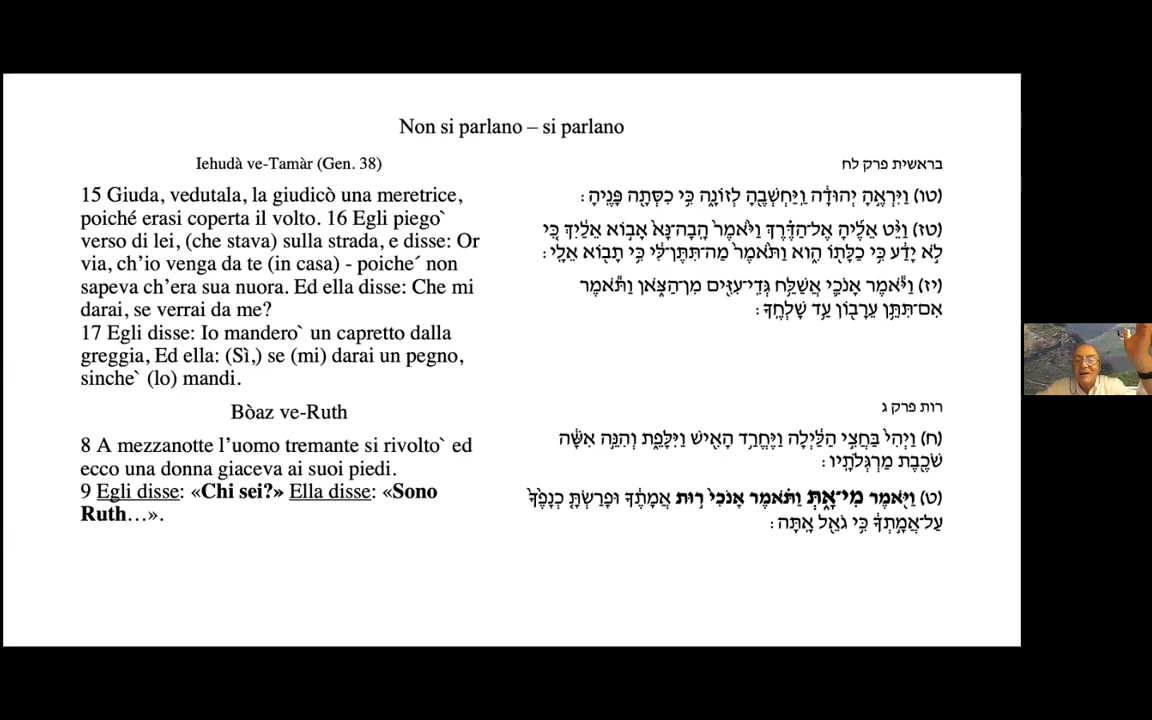 Non si parlano – si parlano
Iehudà ve-Tamàr (Gen. 38)
15 Giuda, vedutala, la giudicò una meretrice,
poiché erasi coperta il volto. 16 Egli piego`
verso di lei, (che stava) sulla strada, e disse: Or
via, ch’io venga da te (in casa) - poiche´ non
sapeva ch’era sua nuora. Ed ella disse: Che mi
darai, se verrai da me?
17 Egli disse: Io mandero` un capretto dalla
greggia, Ed ella: (Sì,) se (mi) darai un pegno,
sinche` (lo) mandi.
Bòaz ve-Ruth
8 A mezzanotte l’uomo tremante si rivolto` ed
ecco una donna giaceva ai suoi piedi.
9 Egli disse: «Chi sei?» Ella disse: «Sono
Ruth…».
בראשית פרק לח
(טו) וַיִּרְאֶ֣הָ יְהוּדָ֔ה וַֽיַּחְשְׁבֶ֖הָ לְזוֹנָ֑ה כִּ֥י כִסְּתָ֖ה פָּנֶֽיהָ׃
(טז) וַיֵּ֨ט אֵלֶ֜יהָ אֶל־הַדֶּ֗רֶךְ וַיֹּ֙אמֶר֙ הָֽבָה־נָּא֙ אָב֣וֹא אֵלַ֔יִךְ כִּ֚י
לֹ֣א יָדַ֔ע כִּ֥י כַלָּת֖וֹ הִ֑וא וַתֹּ֙אמֶר֙ מַה־תִּתֶּן־לִּ֔י כִּ֥י תָב֖וֹא אֵלָֽי׃
(יז) וַיֹּ֕אמֶר אָנֹכִ֛י אֲשַׁלַּ֥ח גְּדִֽי־עִזִּ֖ים מִן־הַצֹּ֑אן וַתֹּ֕אמֶר
אִם־תִּתֵּ֥ן עֵרָב֖וֹן עַ֥ד שָׁלְחֶֽךָ׃
רות פרק ג
(ח) וַיְהִי֙ בַּחֲצִ֣י הַלַּ֔יְלָה וַיֶּחֱרַ֥ד הָאִ֖ישׁ וַיִּלָּפֵ֑ת וְהִנֵּ֣ה אִשָּׁ֔ה
שֹׁכֶ֖בֶת מַרְגְּלֹתָֽיו׃
(ט) וַיֹּ֖אמֶר מִי־אָ֑תְּ וַתֹּ֗אמֶר אָנֹכִי֙ ר֣וּת אֲמָתֶ֔ךָ וּפָרַשְׂתָּ֤ כְנָפֶ֙ךָ֙
עַל־אֲמָ֣תְךָ֔ כִּ֥י גֹאֵ֖ל אָֽתָּה׃